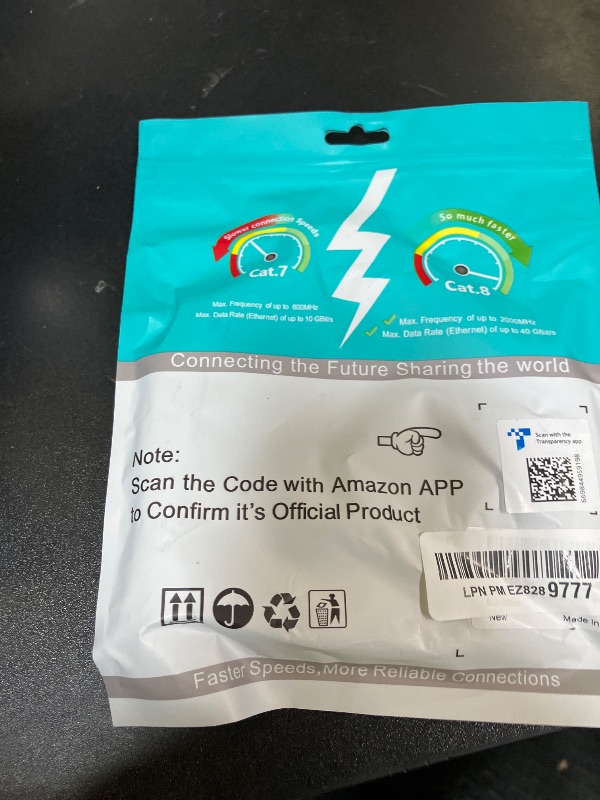 Slower connection Speeds
Cat.7
Max. Frequency of up to 600MHz
Max. Data Rate (Ethernet) of up to 10 GBit/s
So much faster
Cat.8
Max. Frequency of up to 2000MHz
Max. Data Rate (Ethernet) of up to 40 GBit/s
Connecting the Future Sharing the world
Note:
Scan the Code with Amazon APP
to Confirm it's Official Product
Scan with the
Transparency app
LPN PM EZ828 9777
New
Made in
Faster Speeds,More Reliable Connections